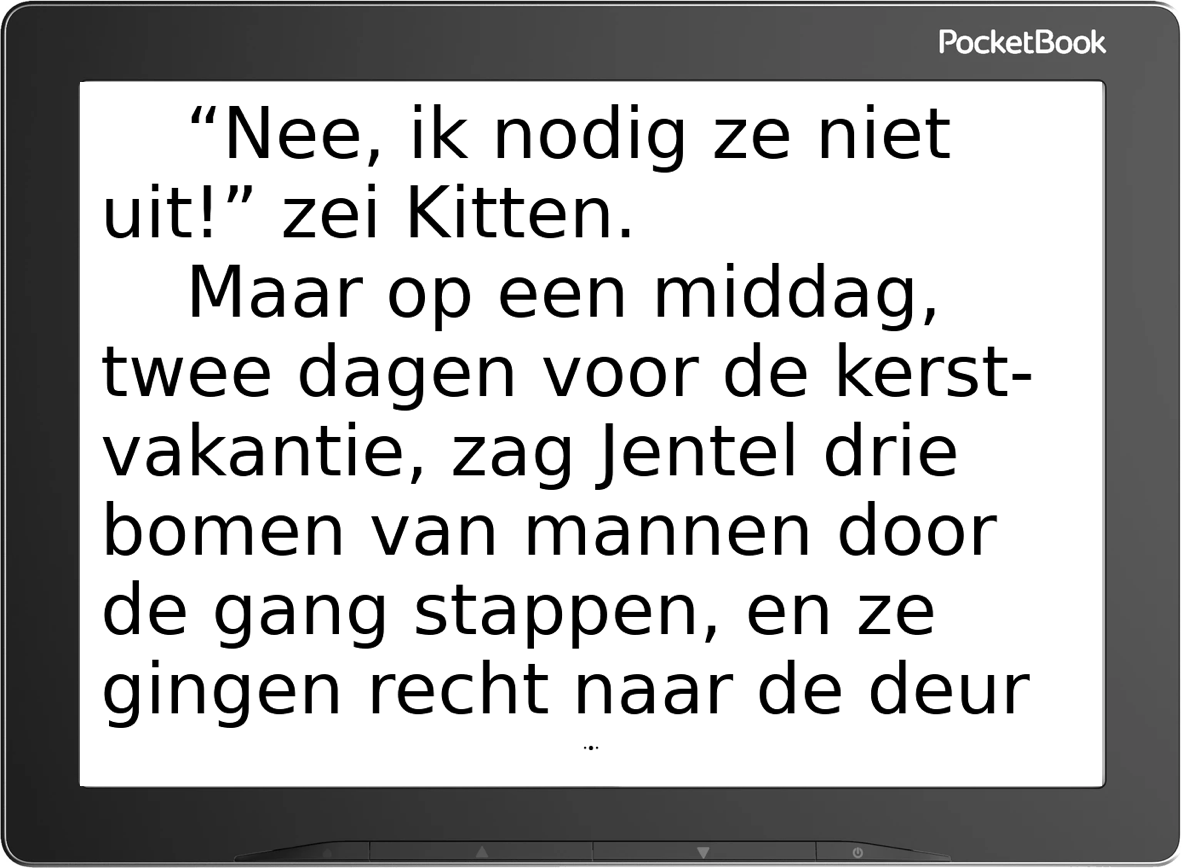 PocketBook
“Nee, ik nodig ze niet
uit!” zei Kitten.
Maar op een middag,
twee dagen voor de kerst-
vakantie, zag Jentel drie
bomen van mannen door
de gang stappen, en ze
gingen recht naar de deur